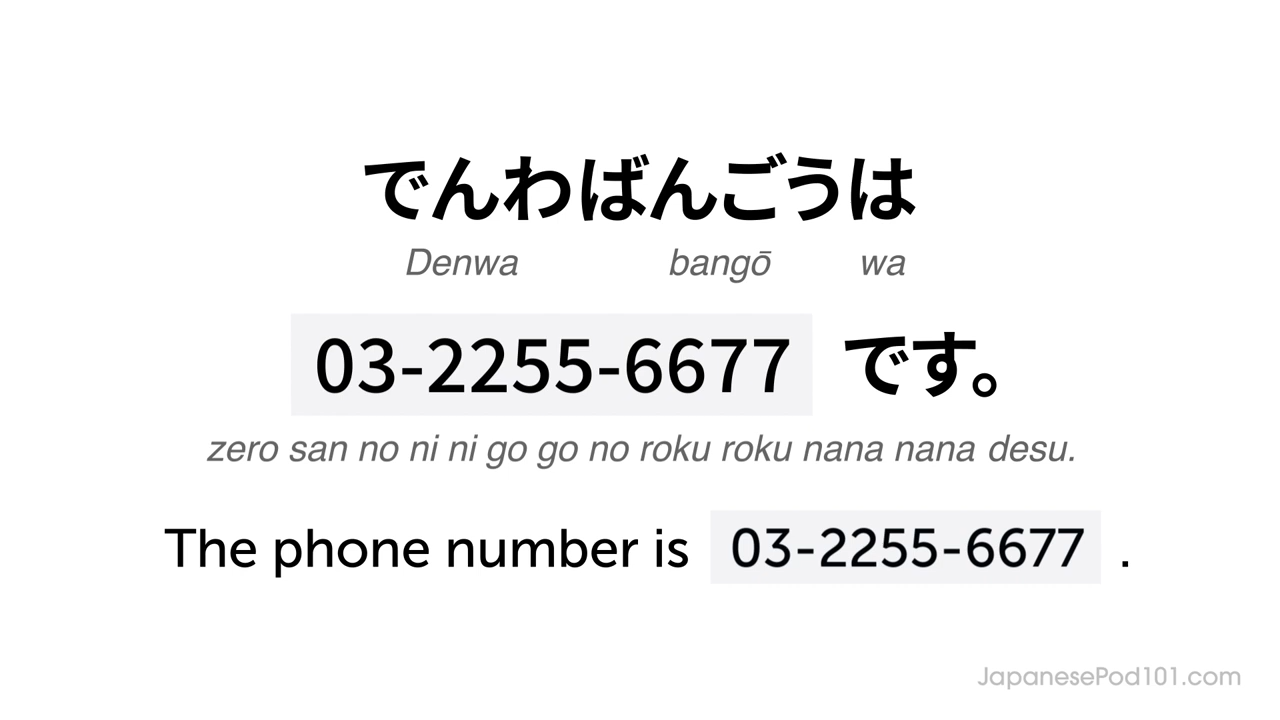 でんわばんごうは
Denwa bangō wa
03-2255-6677 です。
zero san no ni ni go go no roku roku nana nana desu.
The phone number is 03-2255-6677 .
JapanesePod101.com